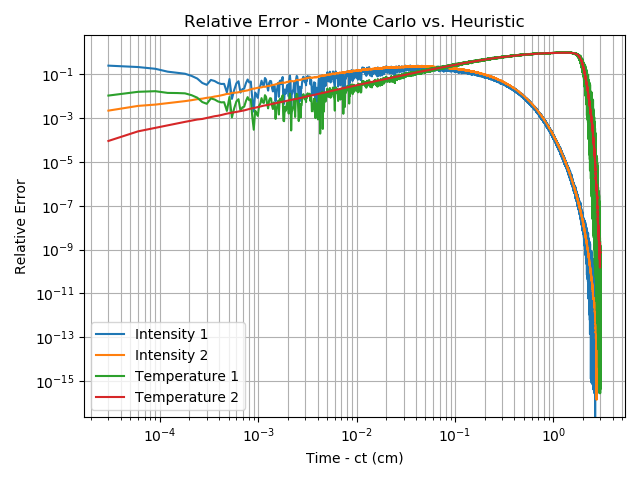 Relative Error - Monte Carlo vs. Heuristic
Relative Error
10⁻¹
10⁻³
10⁻⁵
10⁻⁷
10⁻⁹
10⁻¹¹
10⁻¹³
10⁻¹⁵
Intensity 1
Intensity 2
Temperature 1
Temperature 2
10⁻⁴ 10⁻³ 10⁻² 10⁻¹ 10⁰
Time - ct (cm)